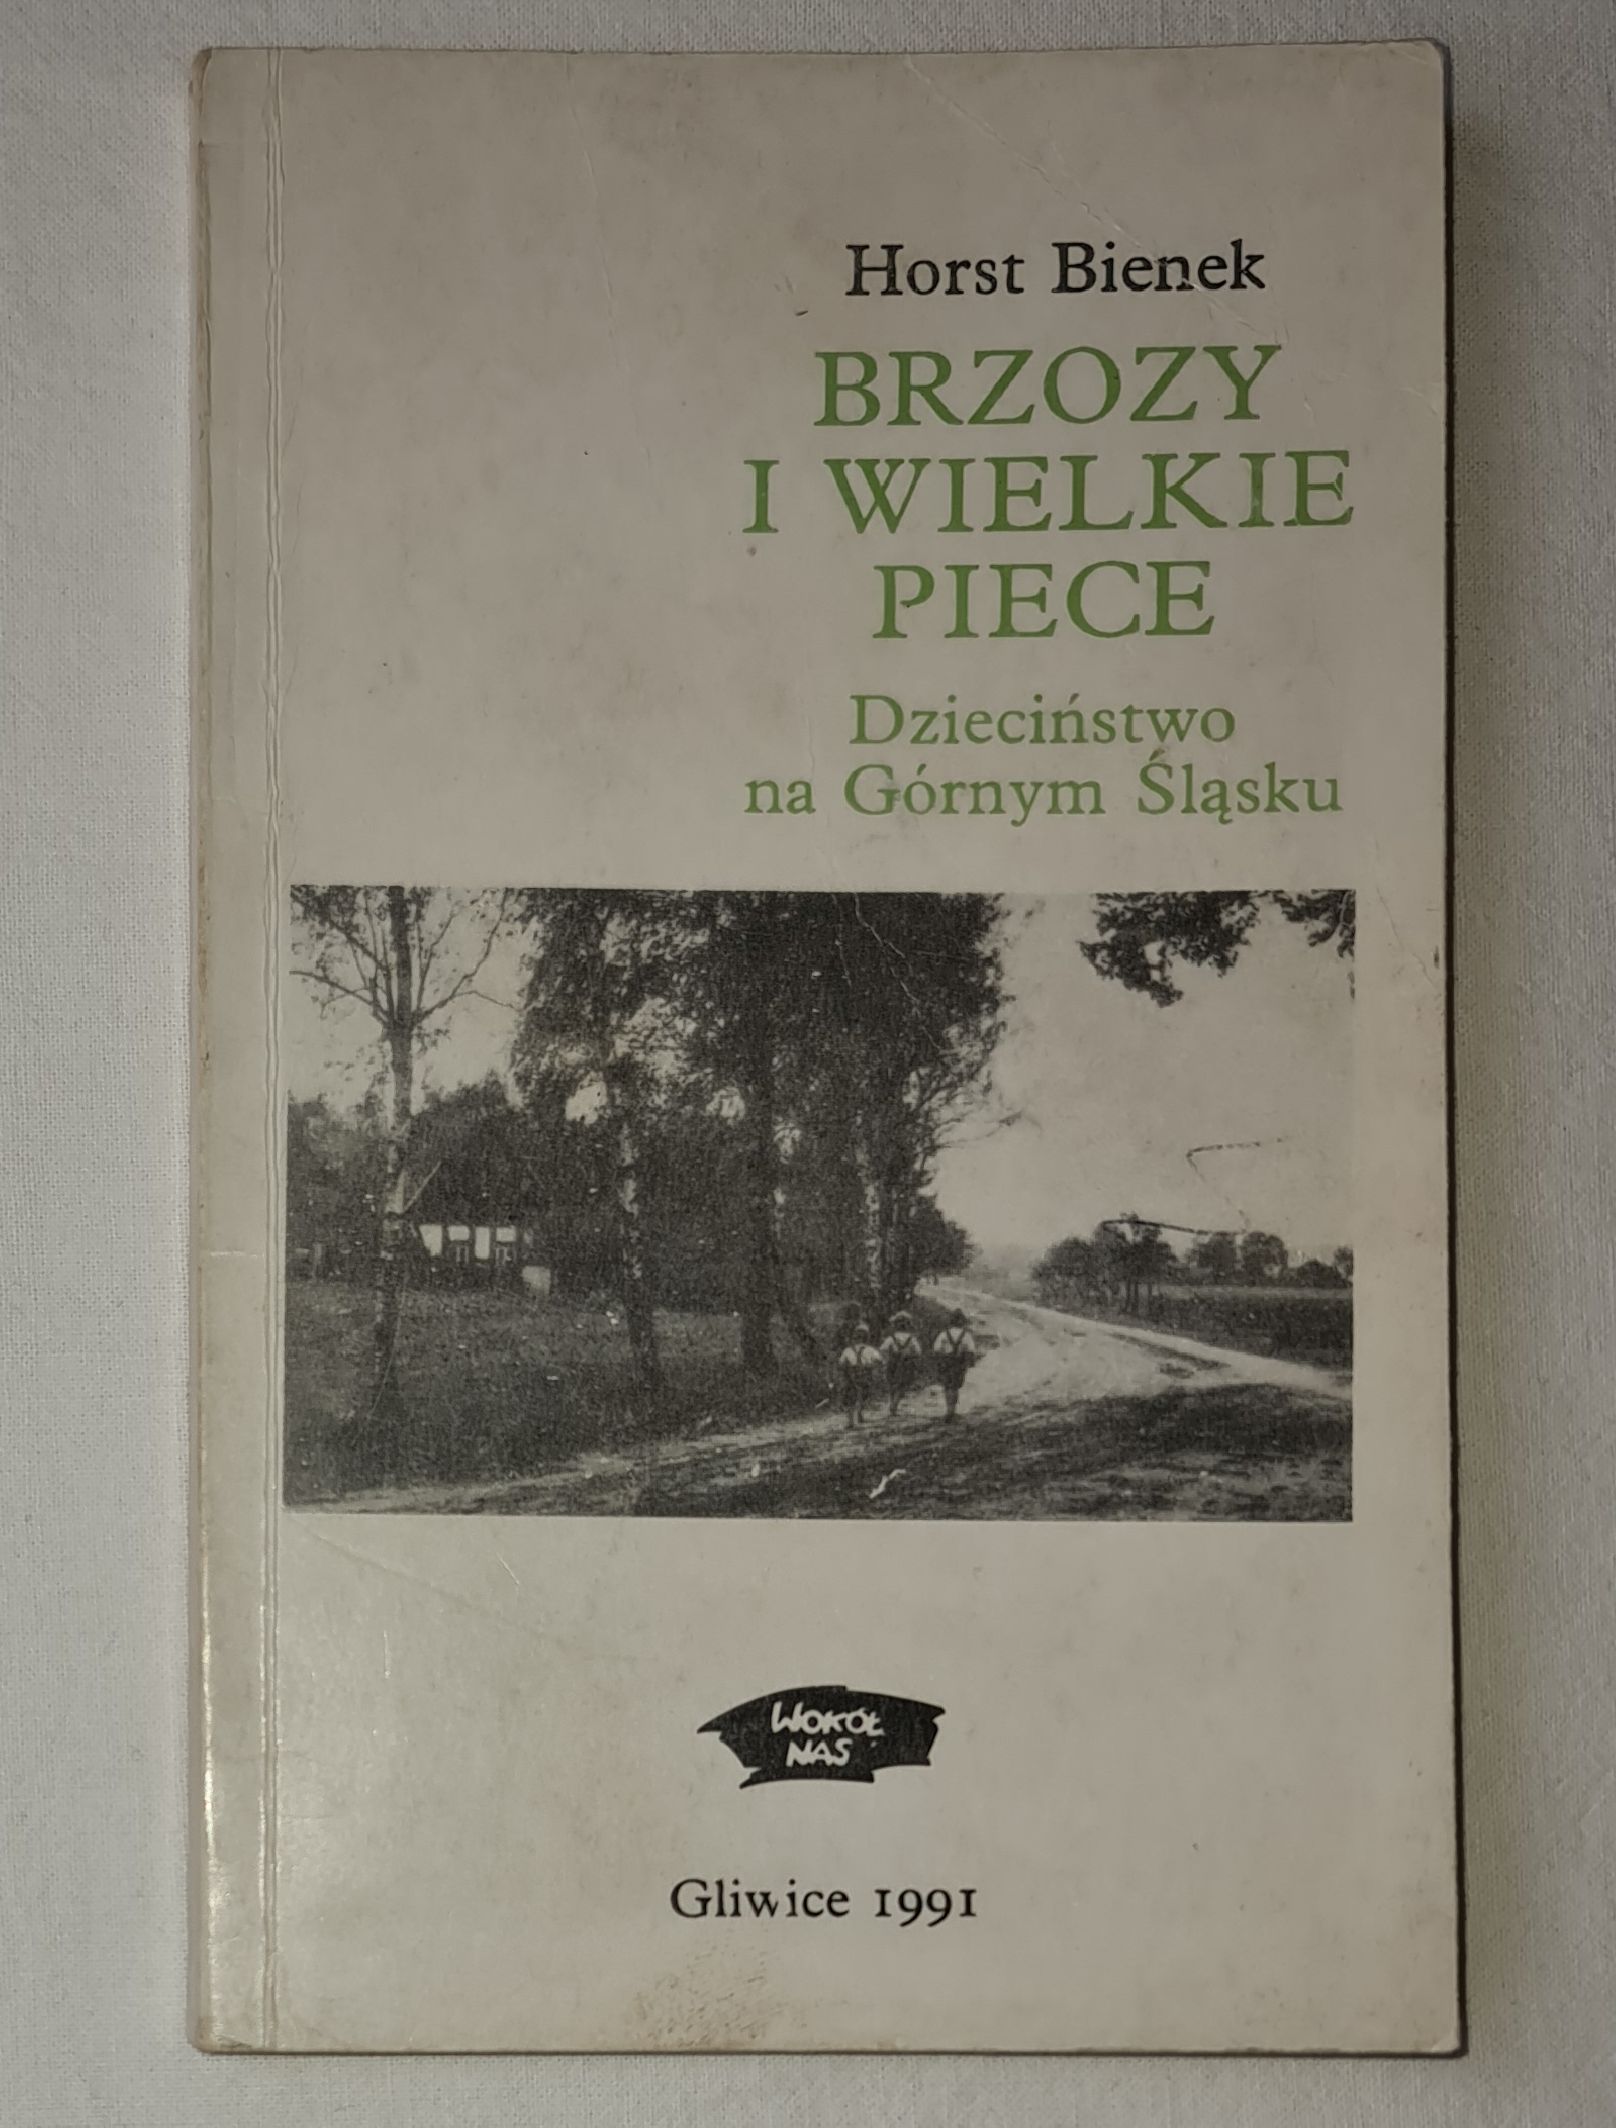 Horst Bienek
BRZOZY
I WIELKIE
PIECE
Dzieciństwo
na Górnym Śląsku
WOKÓŁ
NAS
Gliwice 1991